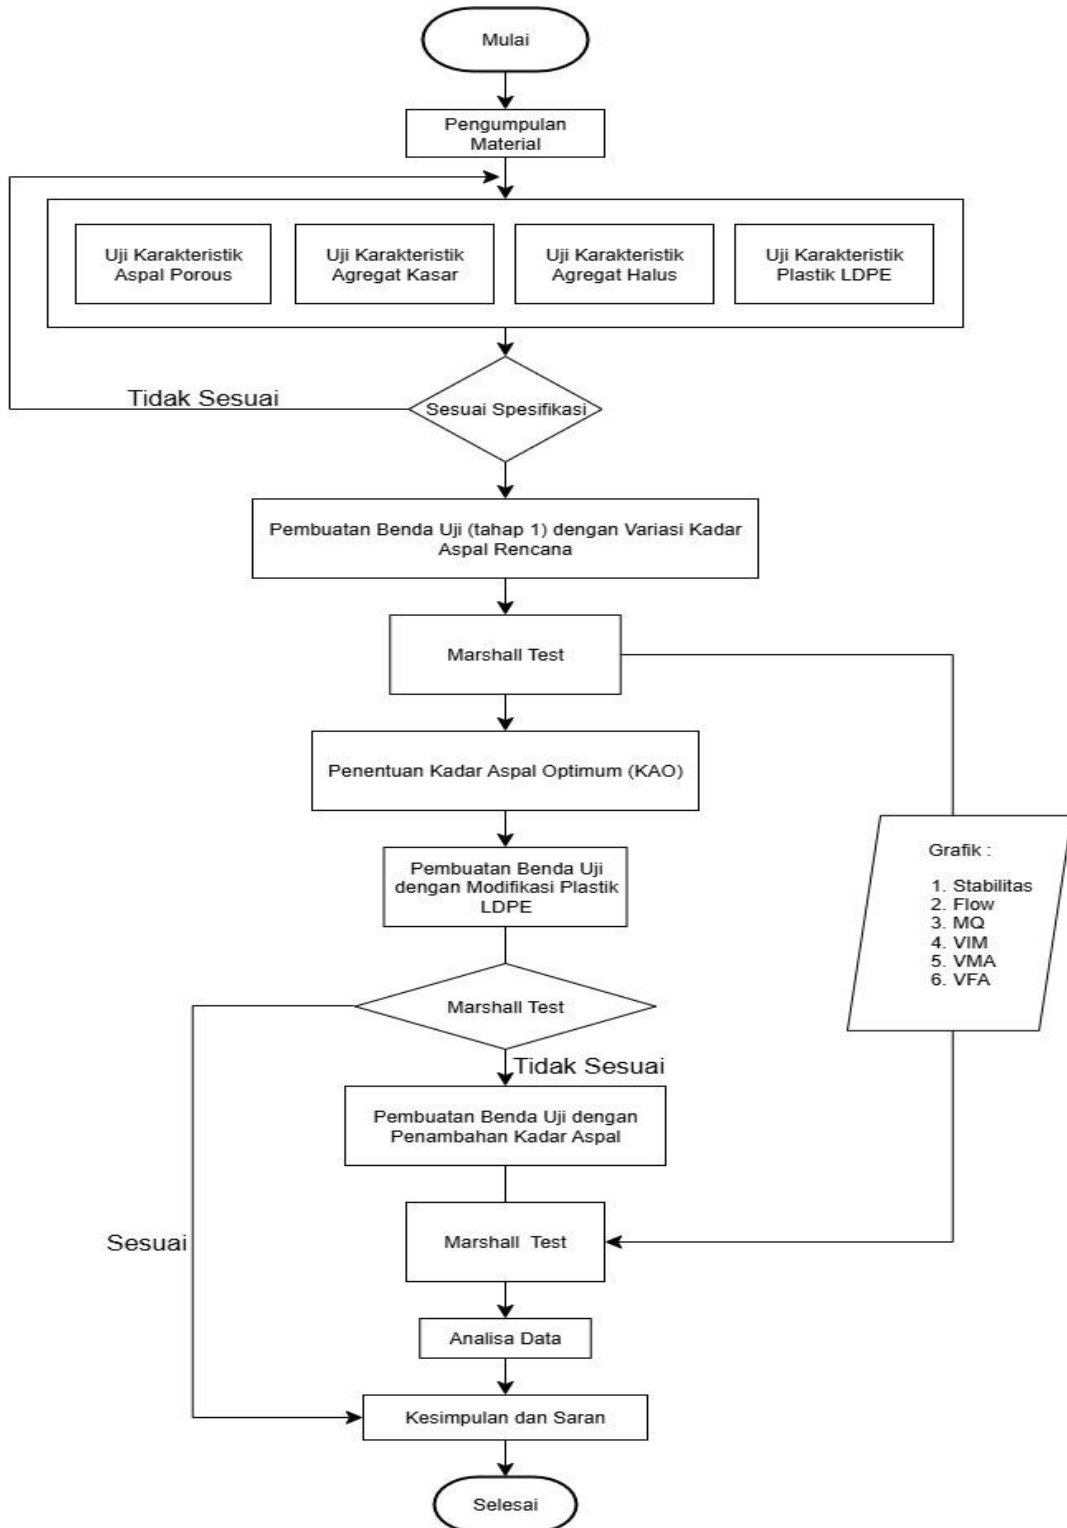 Mulai
Pengumpulan
Material
Uji Karakteristik
Aspal Porous
Uji Karakteristik
Agregat Kasar
Uji Karakteristik
Agregat Halus
Uji Karakteristik
Plastik LDPE
Tidak Sesuai
Sesuai Spesifikasi
Pembuatan Benda Uji (tahap 1) dengan Variasi Kadar
Aspal Rencana
Marshall Test
Penentuan Kadar Aspal Optimum (KAO)
Pembuatan Benda Uji
dengan Modifikasi Plastik
LDPE
Grafik :
1. Stabilitas
2. Flow
3. MQ
4. VIM
5. VMA
6. VFA
Marshall Test
Tidak Sesuai
Pembuatan Benda Uji dengan
Penambahan Kadar Aspal
Sesuai
Marshall  Test
Analisa Data
Kesimpulan dan Saran
Selesai